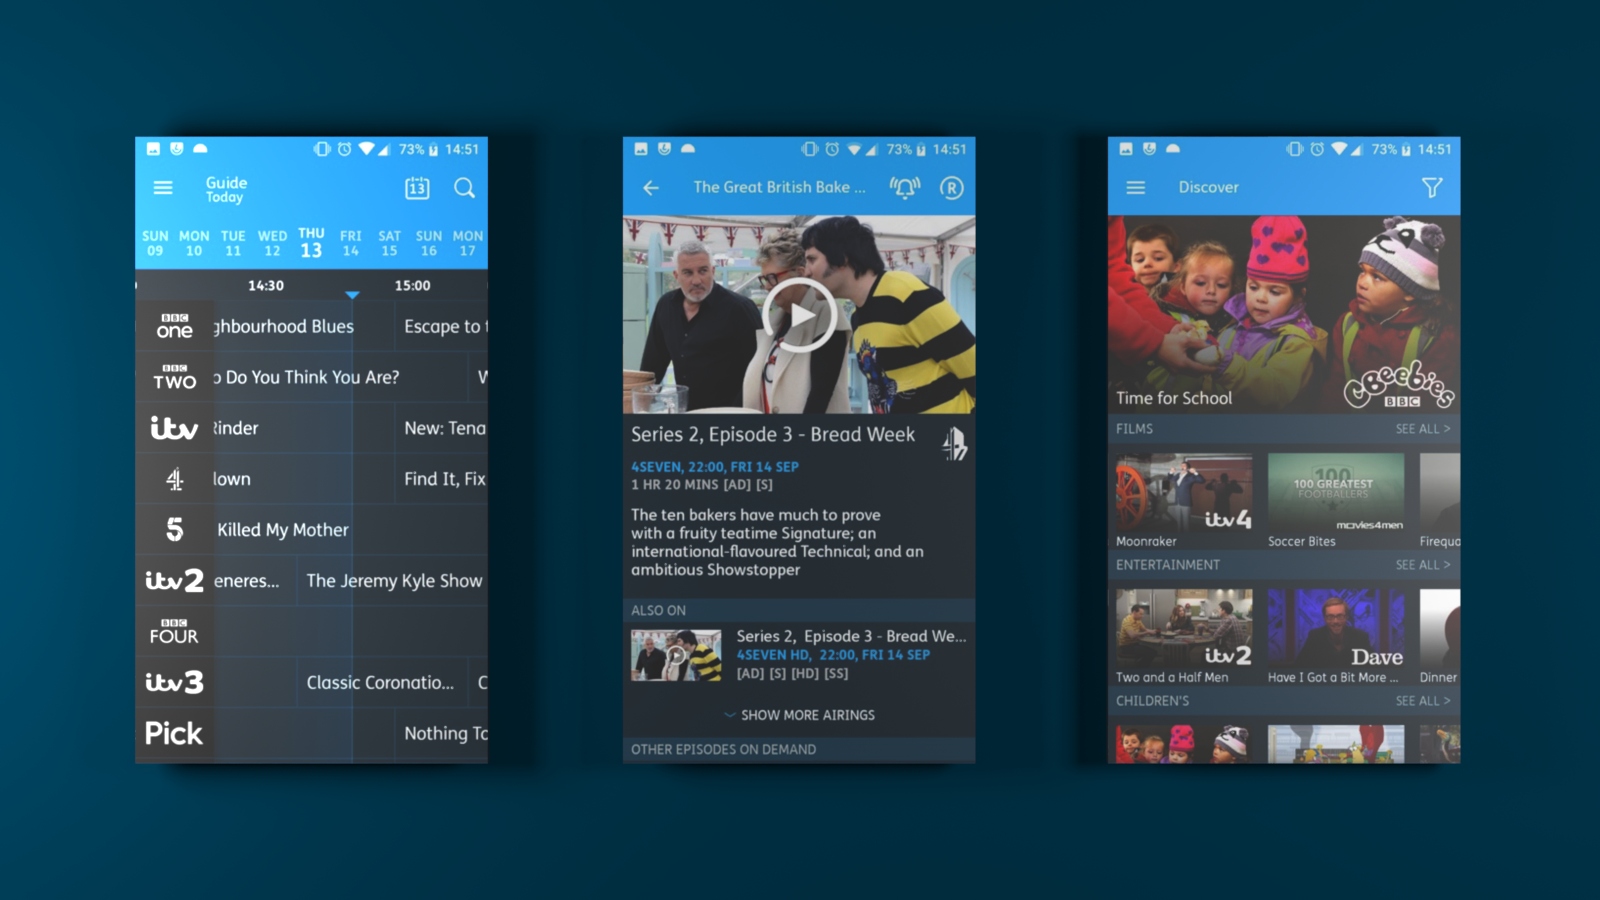 73% 14:51
Guide
Today
13
SUN MON TUE WED THU FRI SAT SUN MON
09 10 11 12 13 14 15 16 17
14:30 15:00
BBC one ghbourhood Blues Escape to t
BBC TWO o Do You Think You Are? W
itv Rinder New: Tena
4 lown Find It, Fix
5 Killed My Mother
itv2 eneres... The Jeremy Kyle Show
BBC FOUR
itv3 Classic Coronatio... C
Pick Nothing To
73% 14:51
The Great British Bake ... R
Series 2, Episode 3 - Bread Week
4
4SEVEN, 22:00, FRI 14 SEP
1 HR 20 MINS [AD] [S]
The ten bakers have much to prove
with a fruity teatime Signature; an
international-flavoured Technical; and an
ambitious Showstopper
ALSO ON
Series 2, Episode 3 - Bread We...
4SEVEN HD, 22:00, FRI 14 SEP
[AD] [S] [HD] [SS]
SHOW MORE AIRINGS
OTHER EPISODES ON DEMAND
73% 14:51
Discover
Time for School
CBeebies
BBC
FILMS SEE ALL >
100
100 GREATEST
FOOTBALLERS
itv4 movies4men
Moonraker Soccer Bites Firequ
ENTERTAINMENT SEE ALL >
itv2 Dave
Two and a Half Men Have I Got a Bit More ... Dinner
CHILDREN'S SEE ALL >